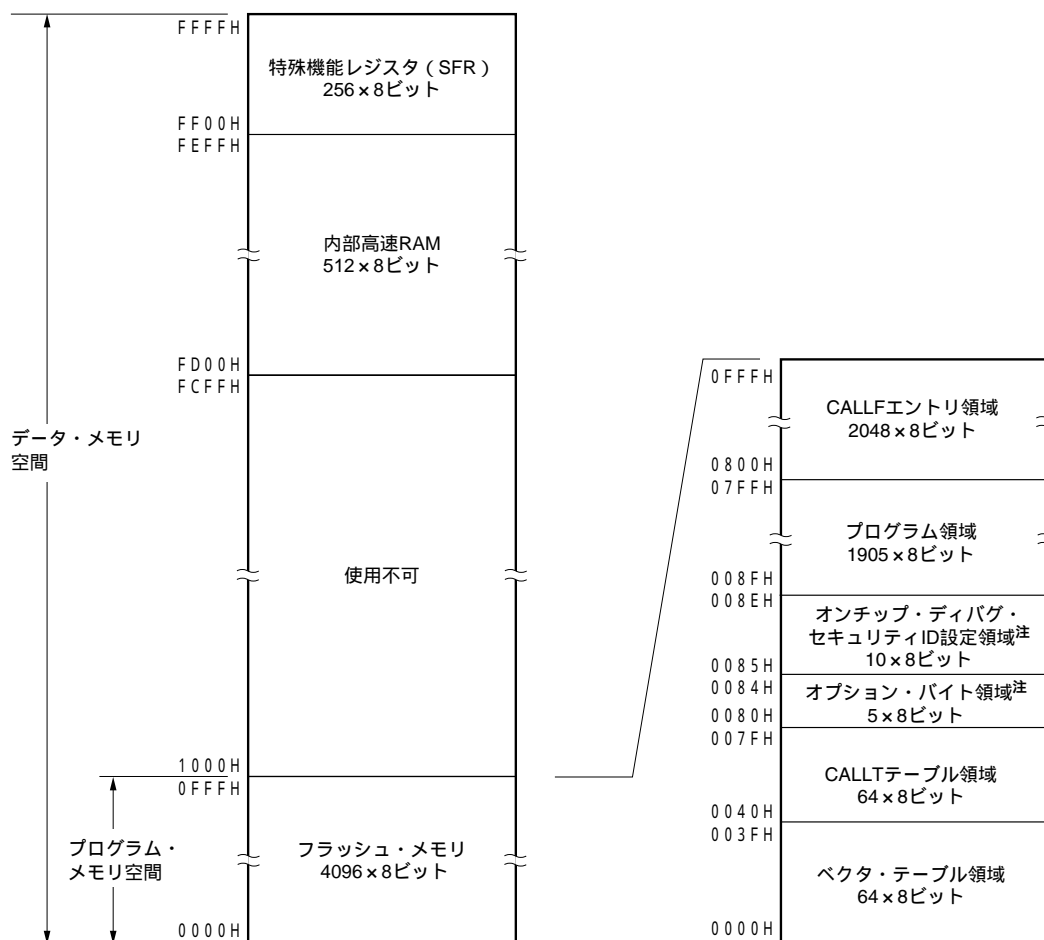 FFFFH
特殊機能レジスタ（SFR）
256×8ビット
FF00H
FEFFH
内部高速RAM
512×8ビット
FD00H
FCFFH
データ・メモリ
空間
使用不可
1000H
0FFFH
プログラム・
メモリ空間
フラッシュ・メモリ
4096×8ビット
0000H
0FFFH
CALLFエントリ領域
2048×8ビット
0800H
07FFH
プログラム領域
1905×8ビット
008FH
008EH
オンチップ・ディバグ・
セキュリティID設定領域注
10×8ビット
0085H
0084H
オプション・バイト領域注
5×8ビット
0080H
007FH
CALLTテーブル領域
64×8ビット
0040H
003FH
ベクタ・テーブル領域
64×8ビット
0000H